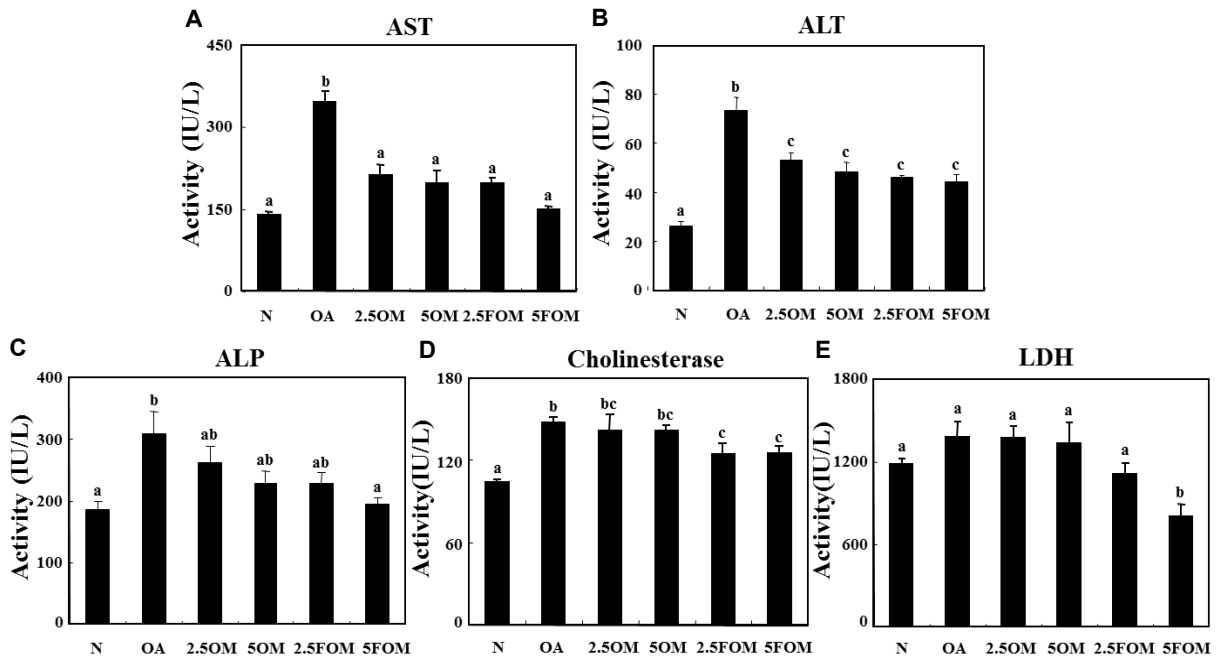 A
AST
Activity (IU/L)
450
300
150
0
b
a
a
a
a
a
N OA 2.5OM 5OM 2.5FOM 5FOM
B
ALT
Activity (IU/L)
100
80
60
40
20
0
b
c
c
c
c
a
N OA 2.5OM 5OM 2.5FOM 5FOM
C
ALP
Activity (IU/L)
400
300
200
100
0
b
ab
ab
ab
a
a
N OA 2.5OM 5OM 2.5FOM 5FOM
D
Cholinesterase
Activity(IU/L)
180
120
60
0
b
bc
bc
c
c
a
N OA 2.5OM 5OM 2.5FOM 5FOM
E
LDH
Activity(IU/L)
1800
1200
600
0
a
a
a
a
a
b
N OA 2.5OM 5OM 2.5FOM 5FOM